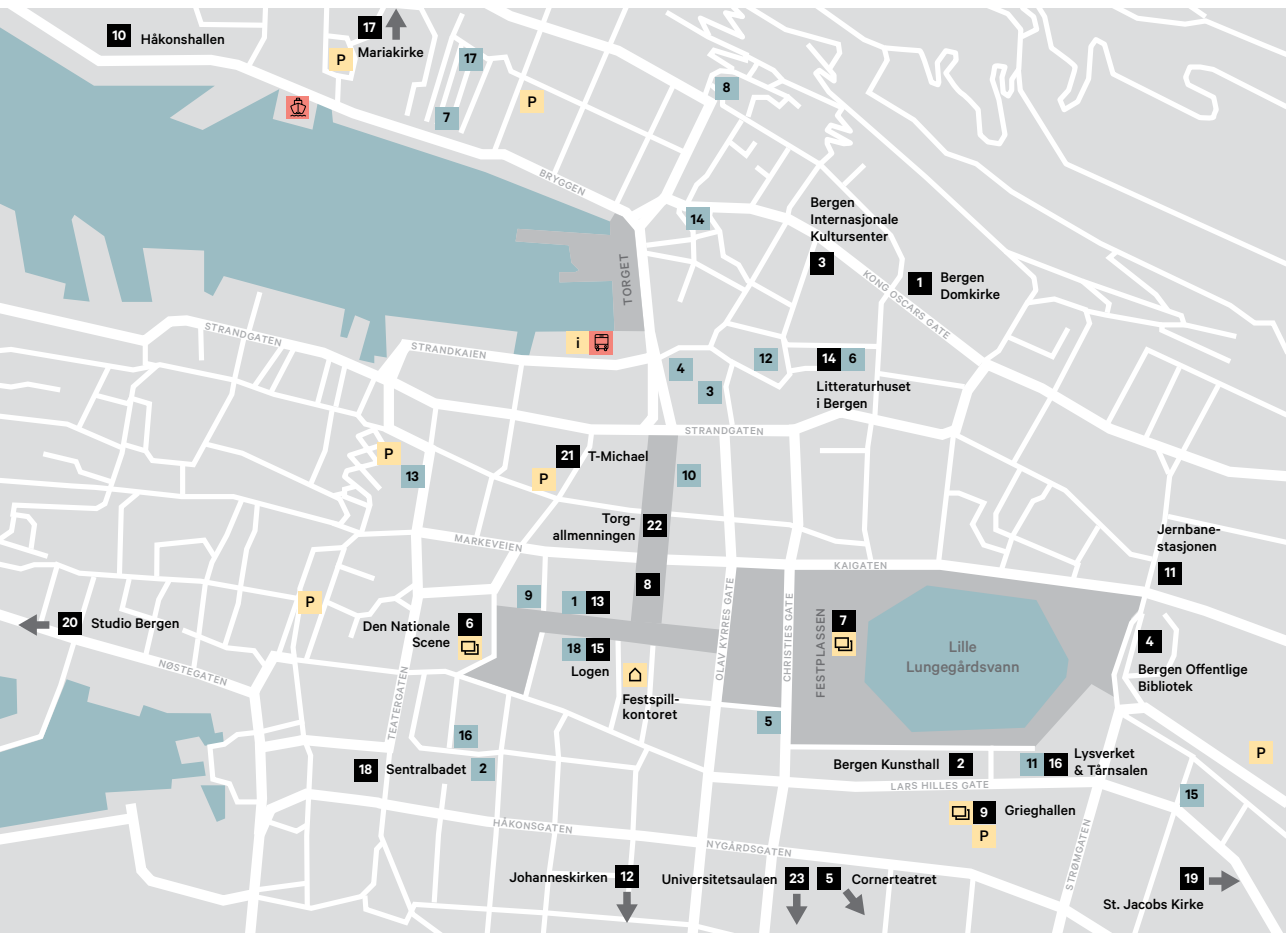 10 Håkonshallen
17
Mariakirke
P
17
P
7
8
BRYGGEN
14
Bergen
Internasjonale
Kultursenter
3
TORGET
KONG OSCARS GATE
1
Bergen
Domkirke
STRANDGATEN
STRANDKAIEN
i
4
3
12
14 6
Litteraturhuset
i Bergen
STRANDGATEN
P
13
21 T-Michael
P
10
Torg-
allmenningen
22
MARKEVEIEN
KAIGATEN
Jernbane-
stasjonen
11
8
9
1 13
P
20 Studio Bergen
Den Nationale
Scene
6
18 15
Logen
Festspill-
kontoret
OLAV KYRRES GATE
CHRISTIES GATE
FESTPLASSEN
7
Lille
Lungegårdsvann
4
Bergen Offentlige
Bibliotek
NØSTEGATEN
TEATERGATEN
5
16
18 Sentralbadet 2
Bergen Kunsthall 2
11 16
Lysverket
& Tårnsalen
P
LARS HILLES GATE
15
9 Grieghallen
P
HÅKONSGATEN
NYGÅRDSGATEN
STRØMGATEN
Johanneskirken 12
Universitetsaulaen 23
5 Cornerteatret
19
St. Jacobs Kirke